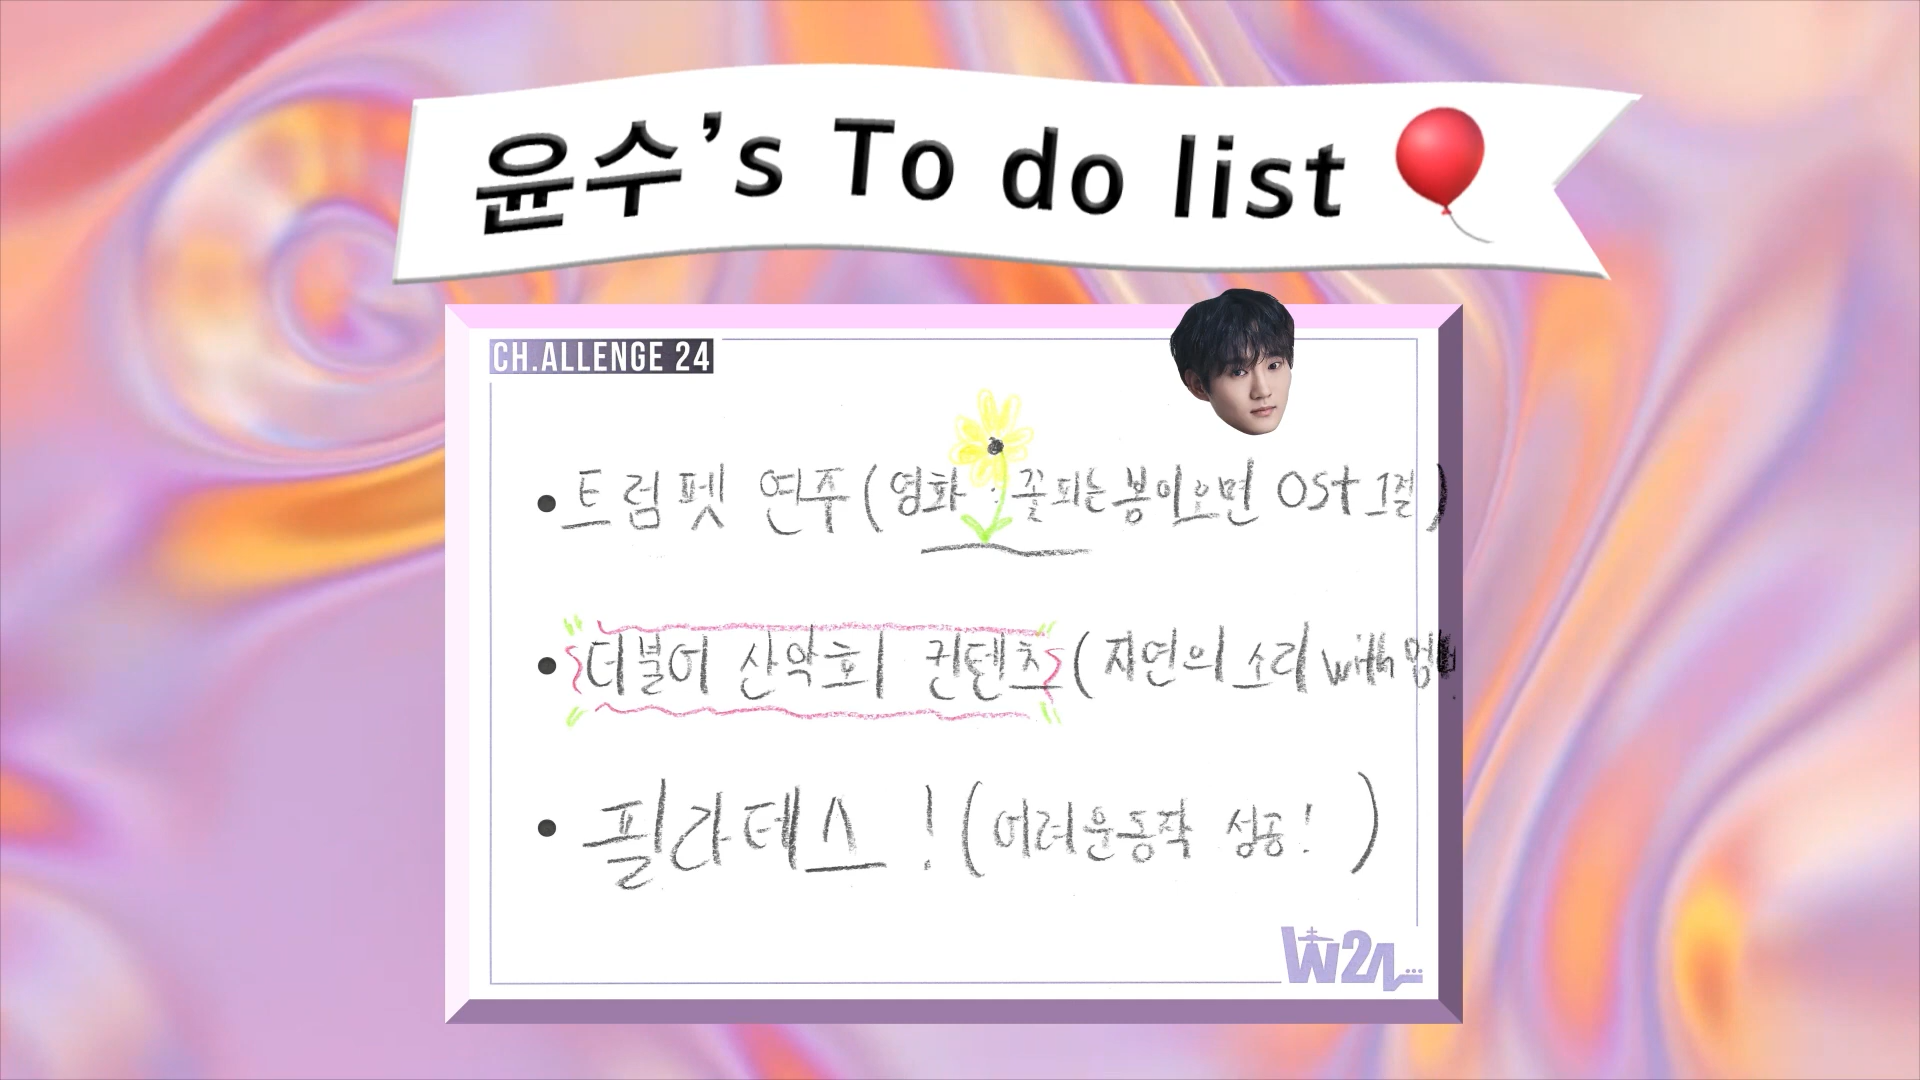 윤수's To do list
CH.ALLENGE 24
트럼펫 연주 (영화 : 꽃피는 봄이오면 OST 1절)
더불어 산악회 컨텐츠 (자연의 소리 with
필라테스! (어려운동작 성공!)
W24